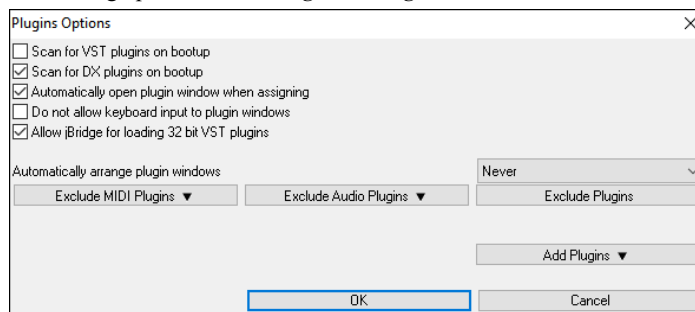 Plugins Options
Scan for VST plugins on bootup
Scan for DX plugins on bootup
Automatically open plugin window when assigning
Do not allow keyboard input to plugin windows
Allow jBridge for loading 32 bit VST plugins
Automatically arrange plugin windows Never
Exclude MIDI Plugins ▼ Exclude Audio Plugins ▼ Exclude Plugins
Add Plugins ▼
OK Cancel